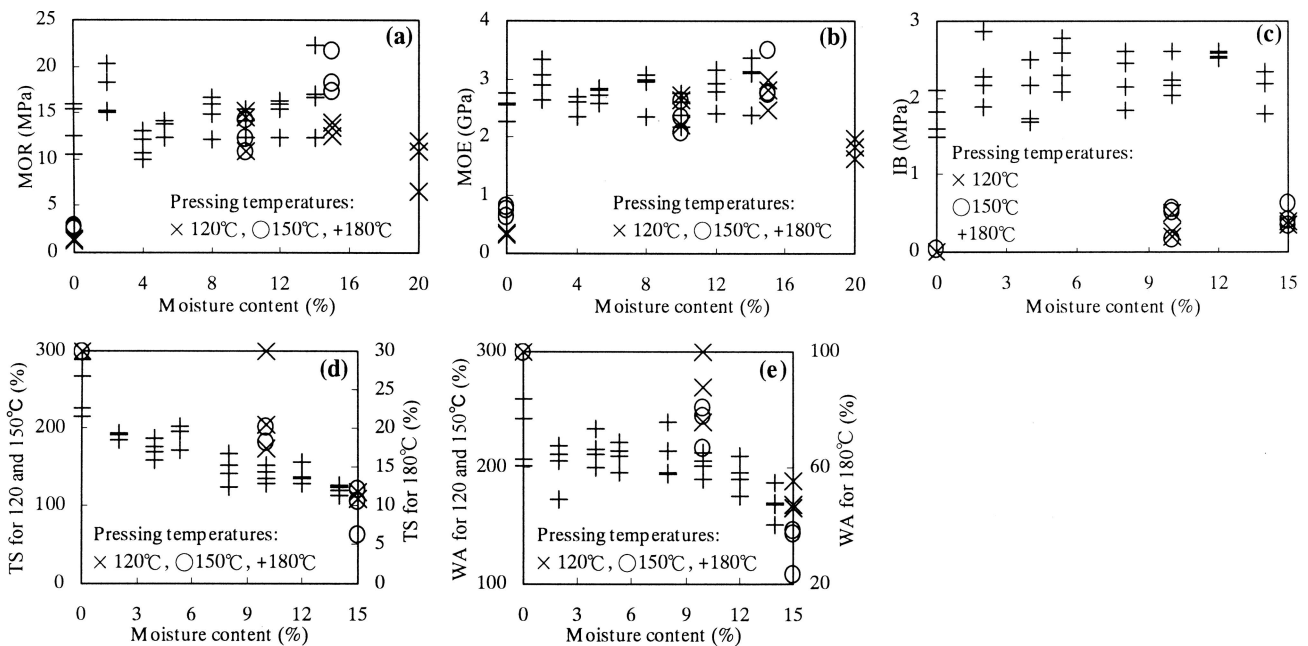 (a)
MOR (MPa)
25
20
15
10
5
0
Pressing temperatures:
× 120℃, ○150℃, +180℃
0 4 8 12 16 20
Moisture content (%)
(b)
MOE (GPa)
4
3
2
1
0
Pressing temperatures:
× 120℃, ○150℃, +180℃
0 4 8 12 16 20
Moisture content (%)
(c)
IB (MPa)
3
2
1
0
Pressing temperatures:
× 120℃
○150℃
+180℃
0 3 6 9 12 15
Moisture content (%)
(d)
TS for 120 and 150℃ (%)
300
200
100
0
Pressing temperatures:
× 120℃, ○150℃, +180℃
30
25
20
15
10
5
0
TS for 180℃ (%)
0 3 6 9 12 15
Moisture content (%)
(e)
WA for 120 and 150℃ (%)
300
200
100
Pressing temperatures:
× 120℃, ○150℃, +180℃
100
60
20
WA for 180℃ (%)
0 3 6 9 12 15
Moisture content (%)